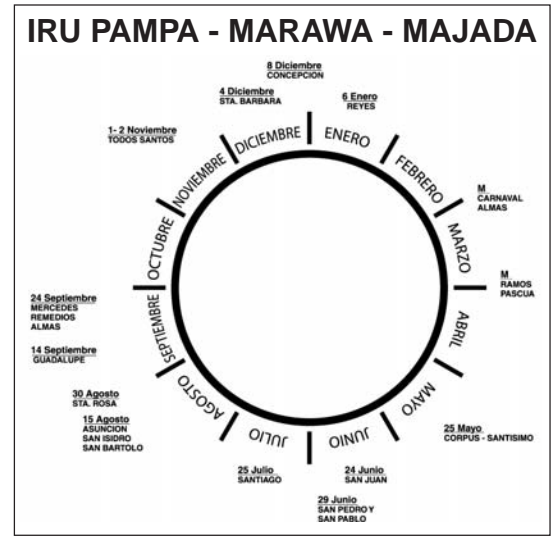 IRU PAMPA - MARAWA - MAJADA
8 Diciembre
CONCEPCION
4 Diciembre
STA. BARBARA
6 Enero
REYES
1- 2 Noviembre
TODOS SANTOS
DICIEMBRE
ENERO
NOVIEMBRE
FEBRERO
M
CARNAVAL
ALMAS
OCTUBRE
MARZO
M
RAMOS
PASCUA
24 Septiembre
MERCEDES
REMEDIOS
ALMAS
SEPTIEMBRE
ABRIL
14 Septiembre
GUADALUPE
AGOSTO
MAYO
30 Agosto
STA. ROSA
15 Agosto
ASUNCION
SAN ISIDRO
SAN BARTOLO
JULIO
JUNIO
25 Mayo
CORPUS - SANTISIMO
25 Julio
SANTIAGO
24 Junio
SAN JUAN
29 Junio
SAN PEDRO Y
SAN PABLO